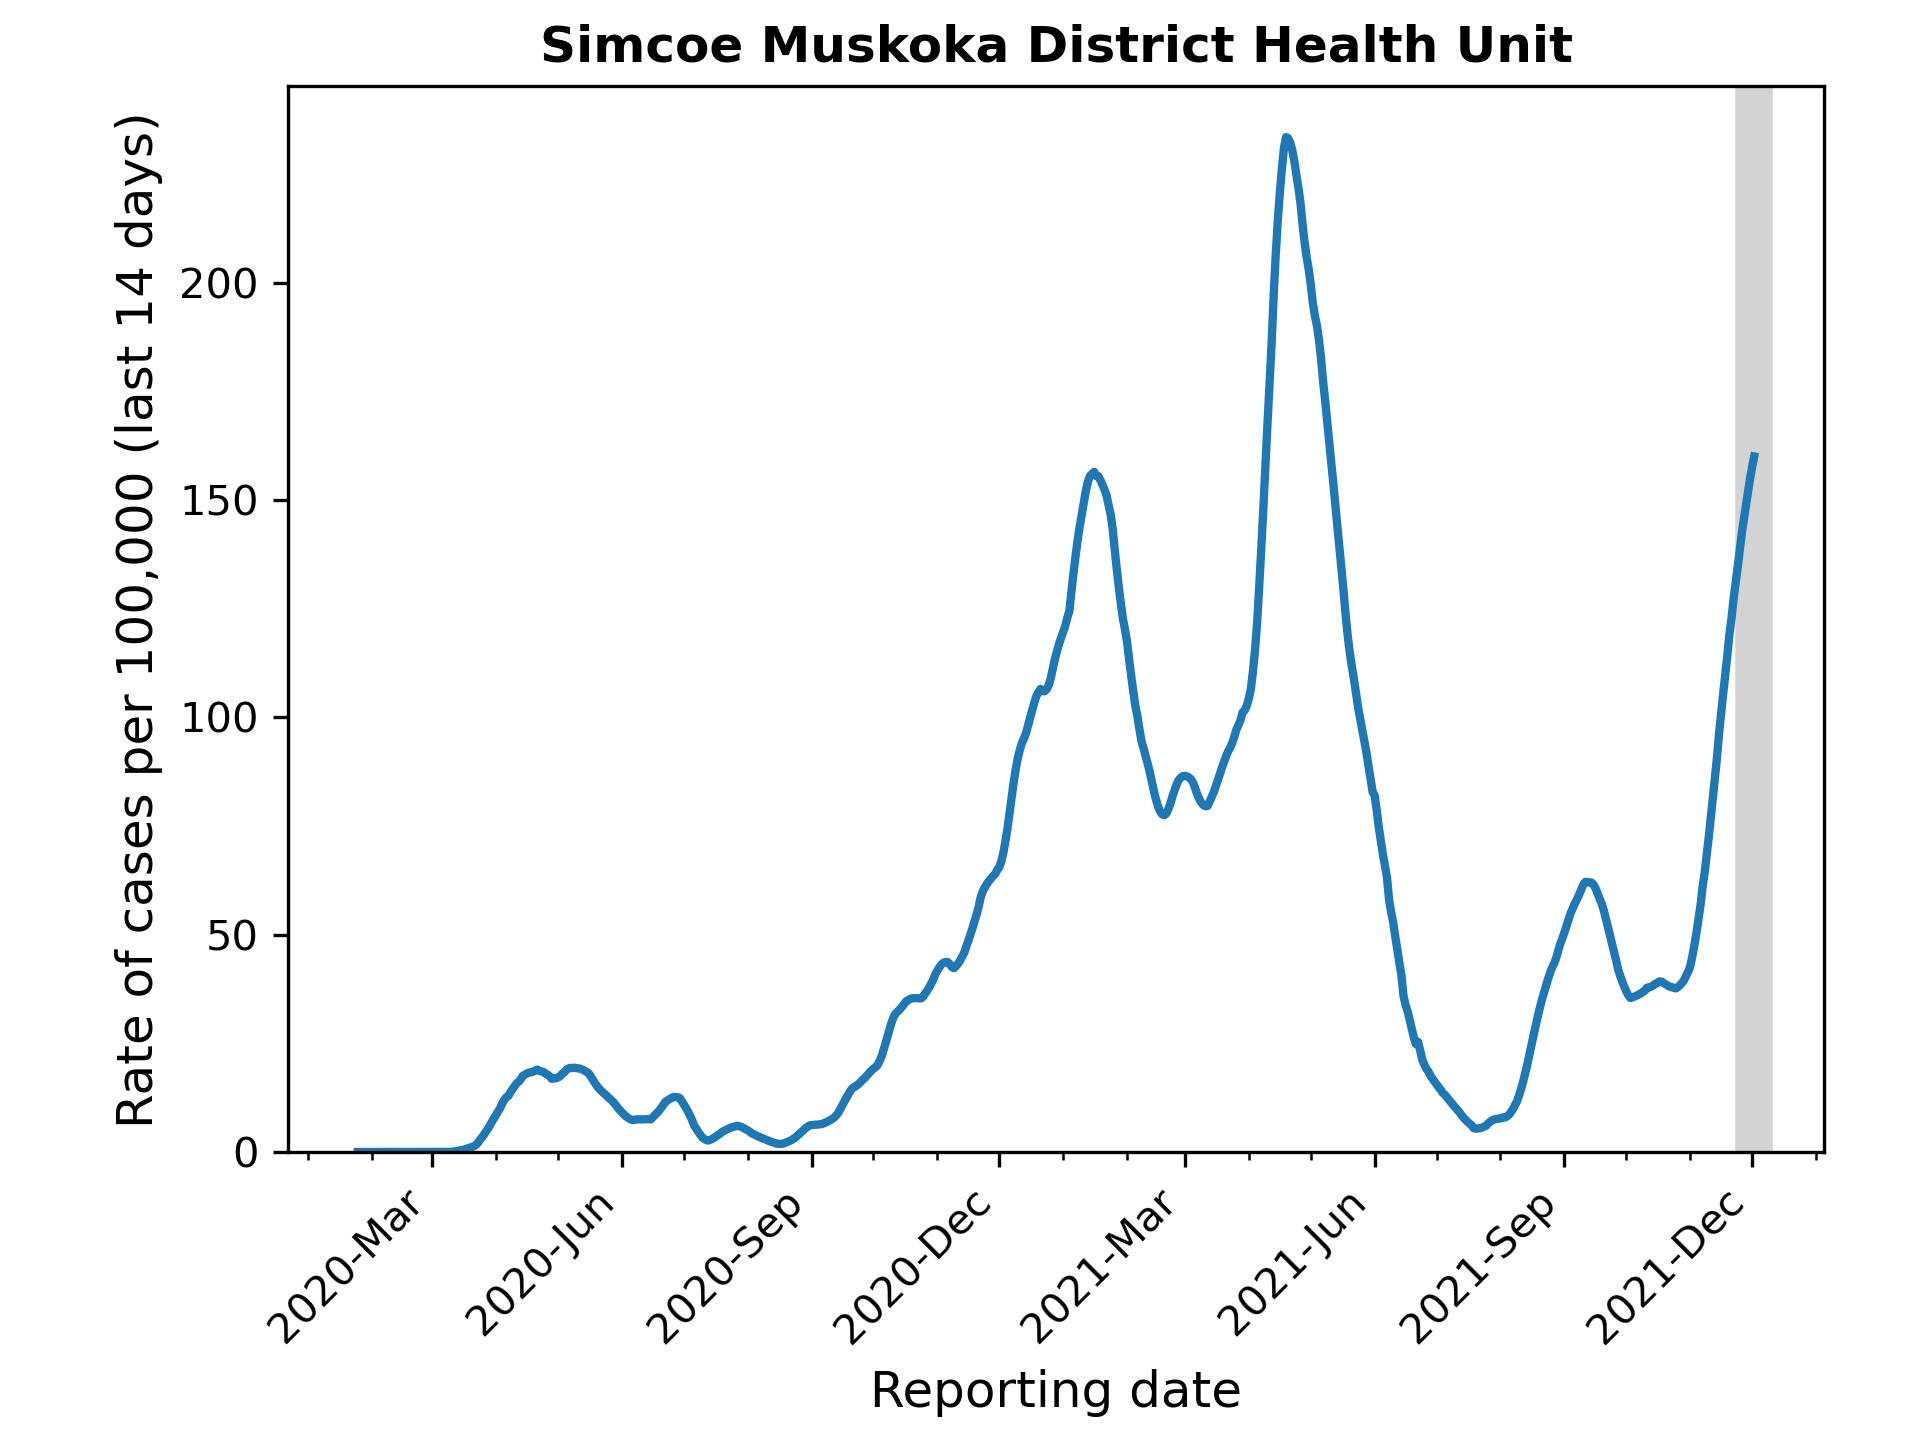 Simcoe Muskoka District Health Unit
Rate of cases per 100,000 (last 14 days)
200
150
100
50
0
2020-Mar
2020-Jun
2020-Sep
2020-Dec
2021-Mar
2021-Jun
2021-Sep
2021-Dec
Reporting date